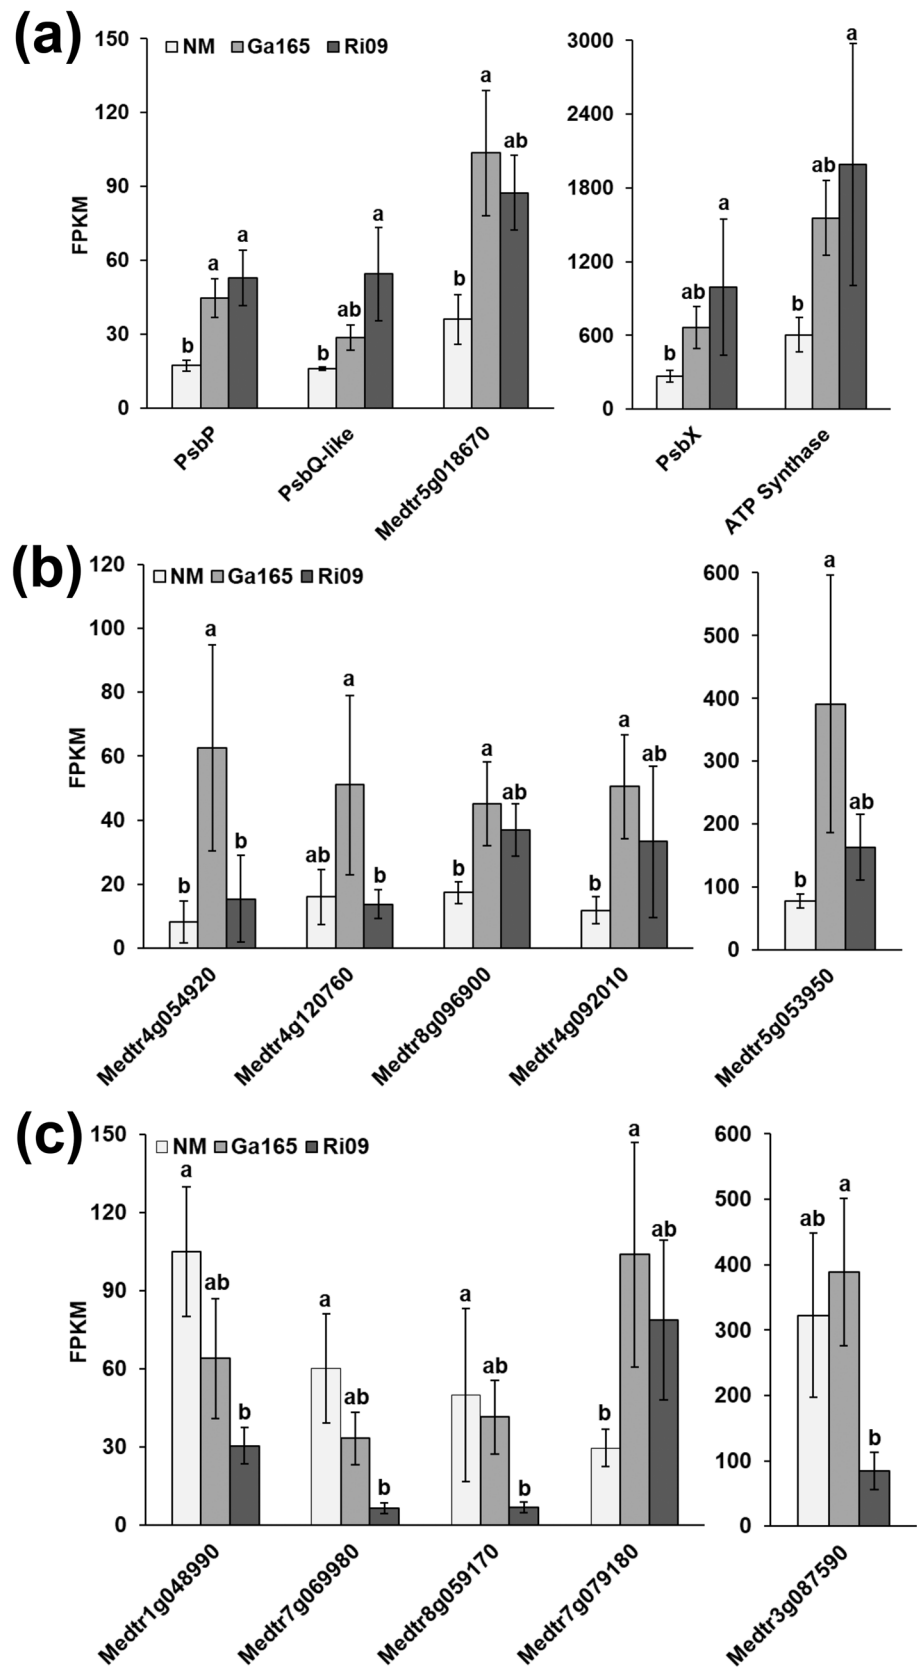 (a)
NM Ga165 Ri09
FPKM
150
120
90
60
30
0
b a a
b ab a
b a ab
PsbP
PsbQ-like
Medtr5g018670
3000
2400
1800
1200
600
0
b ab a
b ab a
PsbX
ATP Synthase
(b)
NM Ga165 Ri09
FPKM
120
100
80
60
40
20
0
b a b
ab a b
b a ab
b a ab
Medtr4g054920
Medtr4g120760
Medtr8g096900
Medtr4g092010
600
500
400
300
200
100
0
b a ab
Medtr5g053950
(c)
NM Ga165 Ri09
FPKM
150
120
90
60
30
0
a ab b
a ab b
a ab b
b a ab
Medtr1g048990
Medtr7g069980
Medtr8g059170
Medtr7g079180
600
500
400
300
200
100
0
ab a b
Medtr3g087590